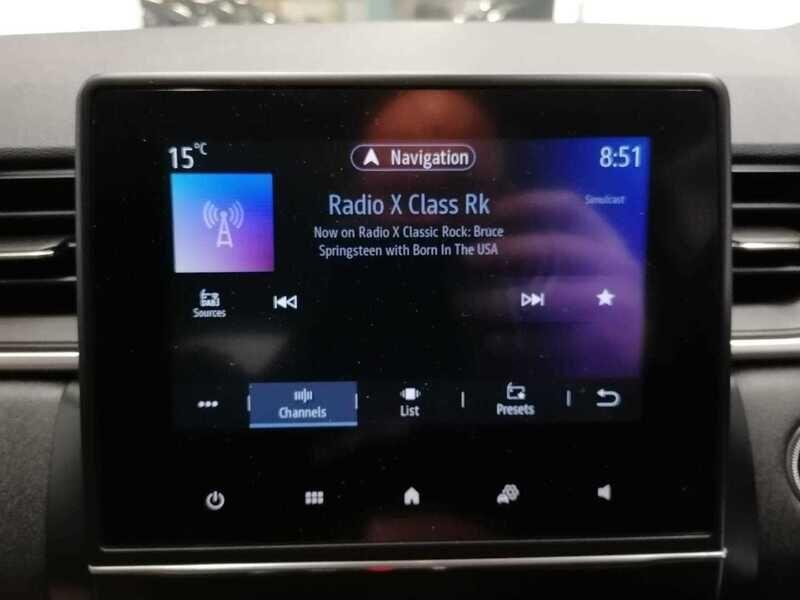 15°C
Navigation
8:51
Radio X Class Rk
Simulcast
Now on Radio X Classic Rock: Bruce
Springsteen with Born In The USA
DAB
Sources
Channels
List
Presets